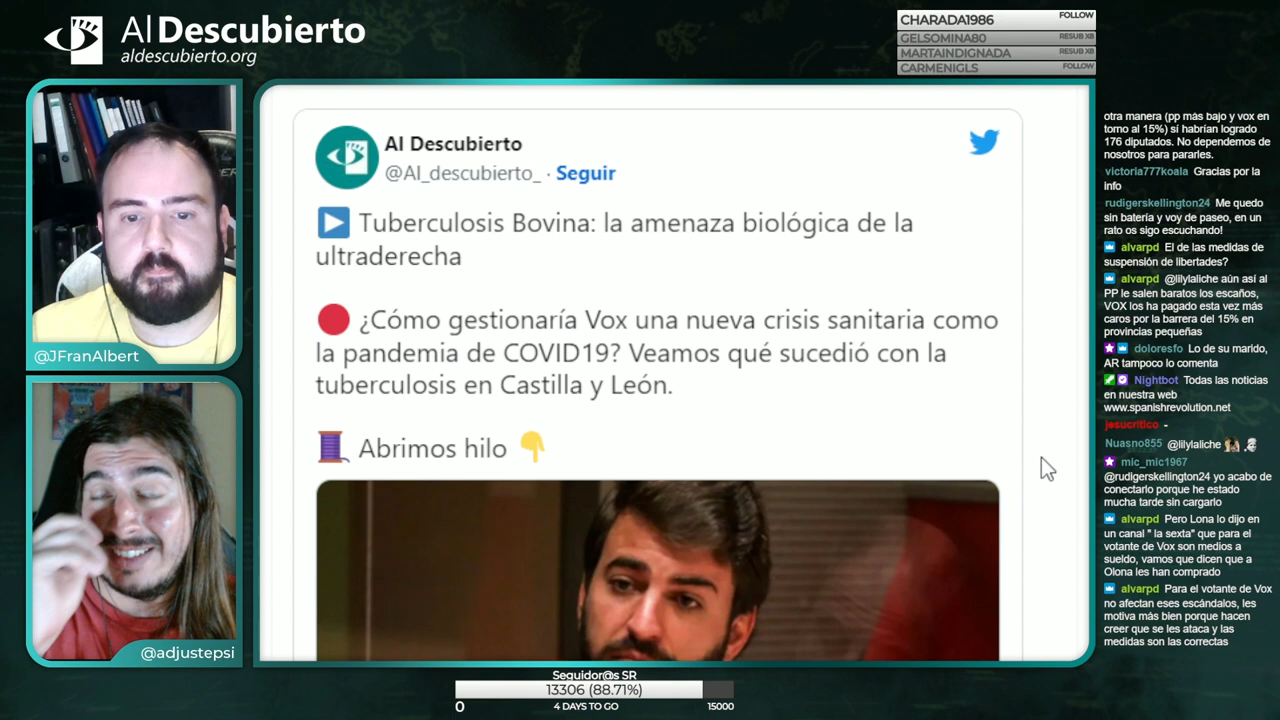 Al Descubierto
aldescubierto.org
CHARADA1986 FOLLOW
GELSOMINA80 RESUB X8
MARTAINDIGNADA RESUB X8
CARMENIGLS FOLLOW
@JFranAlbert
@adjustepsi
Al Descubierto
@Al_descubierto_ · Seguir
Tuberculosis Bovina: la amenaza biológica de la
ultraderecha
¿Cómo gestionaría Vox una nueva crisis sanitaria como
la pandemia de COVID19? Veamos qué sucedió con la
tuberculosis en Castilla y León.
Abrimos hilo
otra manera (pp más bajo y vox en
torno al 15%) sí habrían logrado
176 diputados. No dependemos de
nosotros para pararles.
victoria777koala Gracias por la
info
rudigerskellington24 Me quedo
sin batería y voy de paseo, en un
rato os sigo escuchando!
alvarpd El de las medidas de
suspensión de libertades?
alvarpd @lilylaliche aún así al
PP le salen baratos los escaños,
VOX los ha pagado esta vez más
caros por la barrera del 15% en
provincias pequeñas
doloresfo Lo de su marido,
AR tampoco lo comenta
Nightbot Todas las noticias
en nuestra web
www.spanishrevolution.net
jesucritico -
Nuasno855 @lilylaliche
mic_mic1967
@rudigerskellington24 yo acabo de
conectarlo porque he estado
mucha tarde sin cargarlo
alvarpd Pero Lona lo dijo en
un canal " la sexta" que para el
votante de Vox son medios a
sueldo, vamos que dicen que a
Olona les han comprado
alvarpd Para el votante de Vox
no afectan eses escándalos, les
motiva más bien porque hacen
creer que se les ataca y las
medidas son las correctas
Seguidor@s SR
13306 (88.71%)
0 4 DAYS TO GO 15000